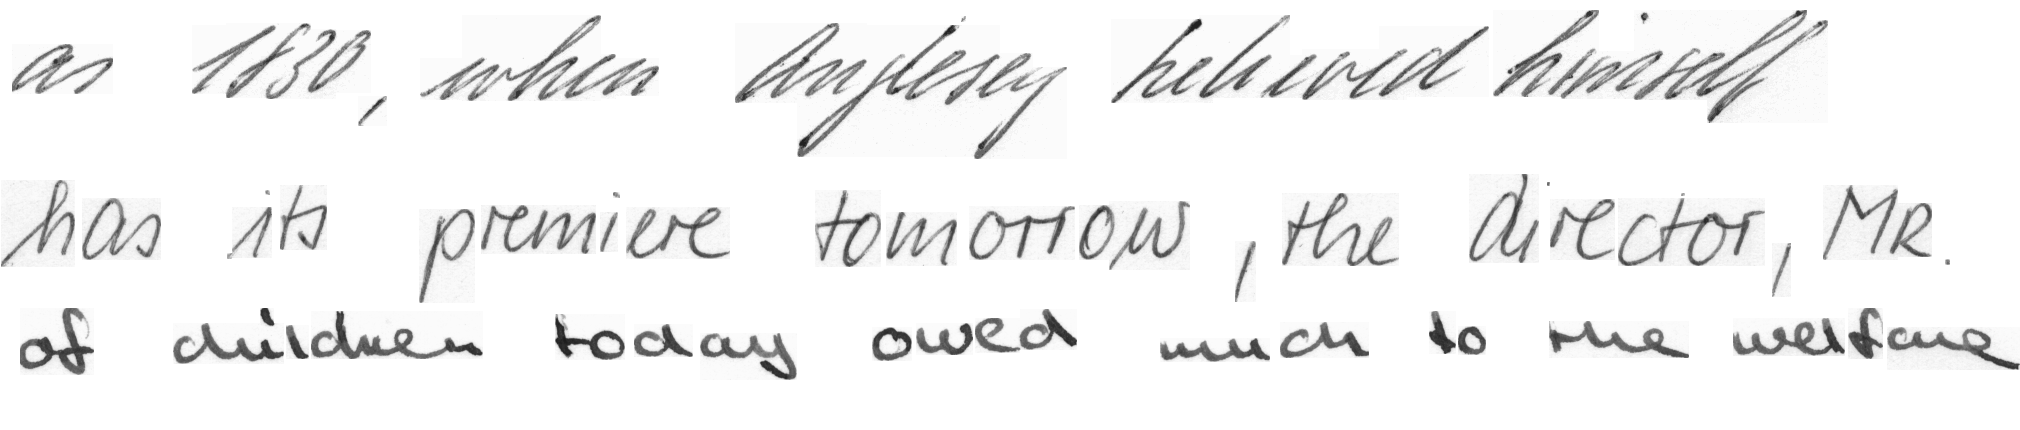 as 1830, when Anglesey believed himself
has its premiere tomorrow, the director, Mr.
of children today owed much to the welfare